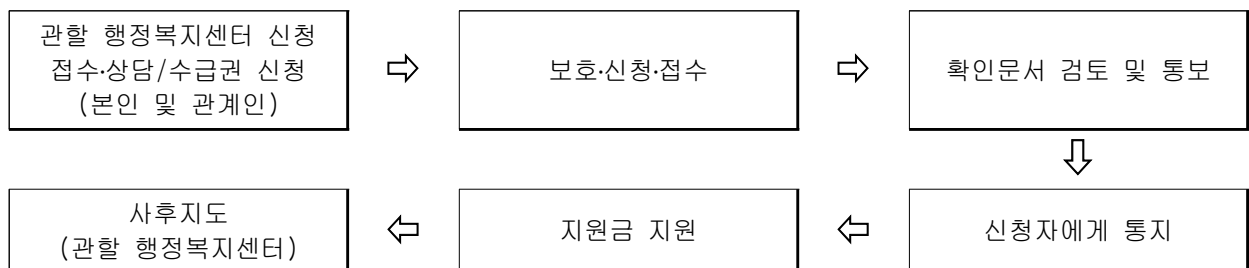 관할 행정복지센터 신청
접수·상담/수급권 신청
(본인 및 관계인)
보호·신청·접수
확인문서 검토 및 통보
신청자에게 통지
지원금 지원
사후지도
(관할 행정복지센터)